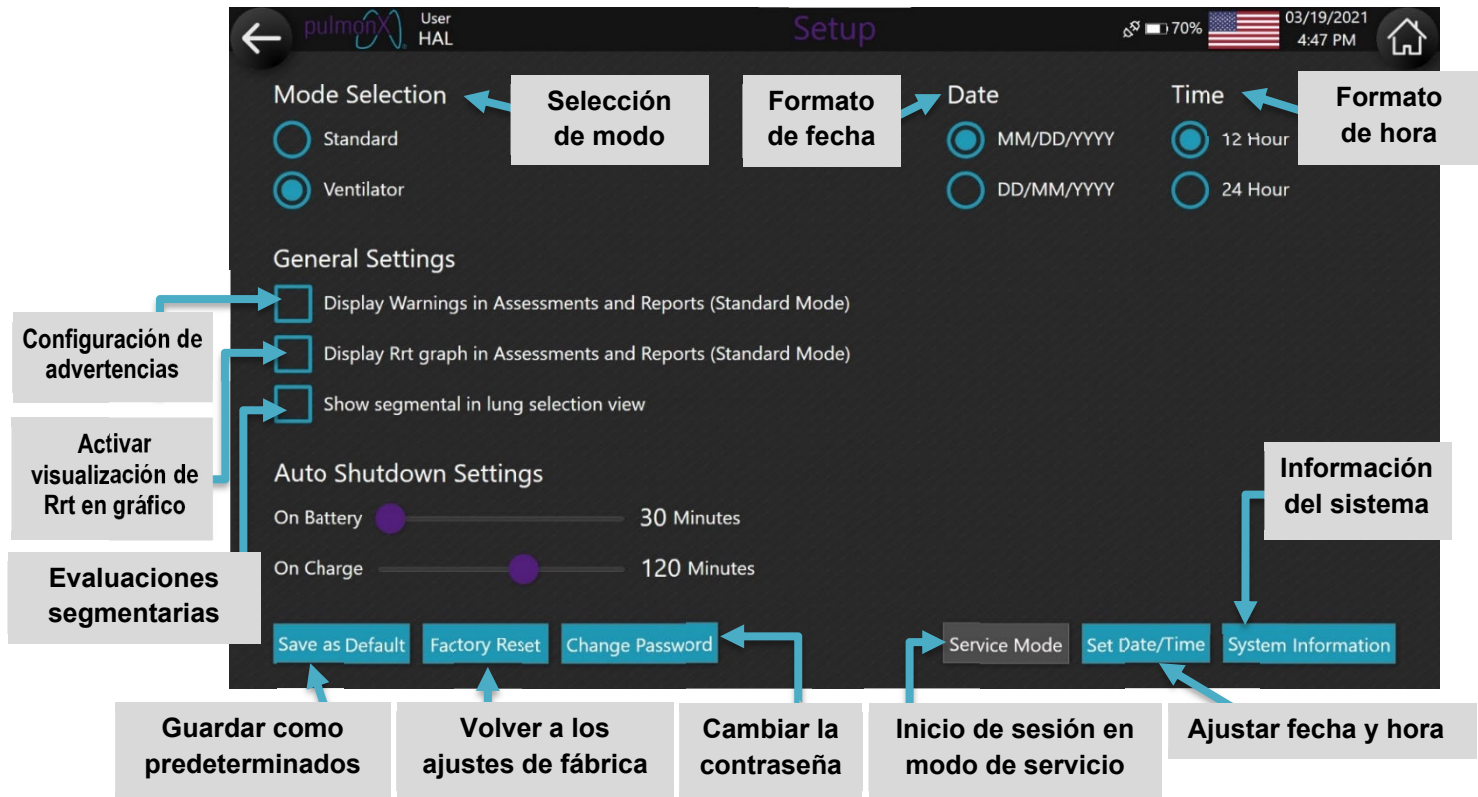 pulmonX
User
HAL
Setup
70%
03/19/2021
4:47 PM
Mode Selection
Selección
de modo
Formato
de fecha
Date
Time
Formato
de hora
Standard
MM/DD/YYYY
12 Hour
Ventilator
DD/MM/YYYY
24 Hour
General Settings
Display Warnings in Assessments and Reports (Standard Mode)
Configuración de
advertencias
Display Rrt graph in Assessments and Reports (Standard Mode)
Show segmental in lung selection view
Activar
visualización de
Rrt en gráfico
Auto Shutdown Settings
Información
del sistema
On Battery
30 Minutes
On Charge
120 Minutes
Evaluaciones
segmentarias
Save as Default
Factory Reset
Change Password
Service Mode
Set Date/Time
System Information
Guardar como
predeterminados
Volver a los
ajustes de fábrica
Cambiar la
contraseña
Inicio de sesión en
modo de servicio
Ajustar fecha y hora